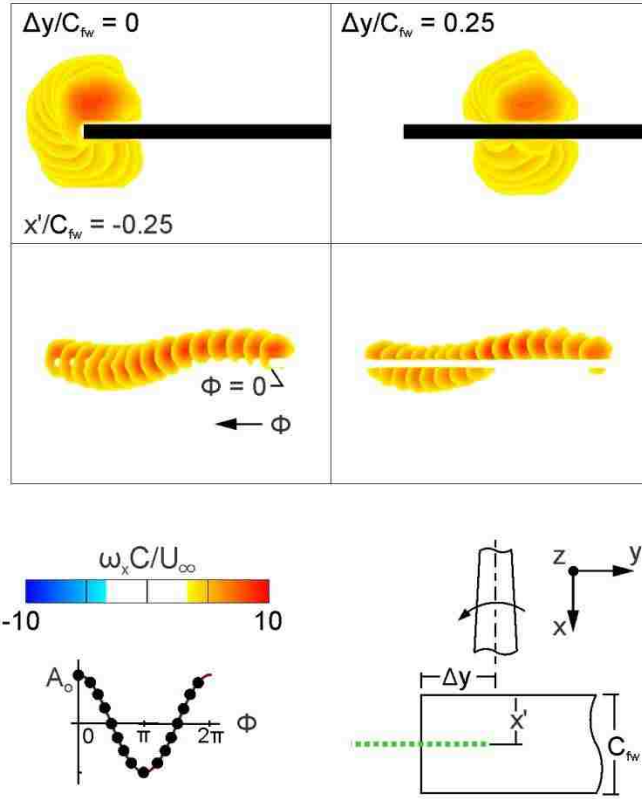 Δy/C_fw = 0
Δy/C_fw = 0.25
x'/C_fw = -0.25
Φ = 0
Φ
ω_xC/U_∞
-10
10
A_o
0
π
2π
Φ
z
y
x
Δy
x'
C_fw